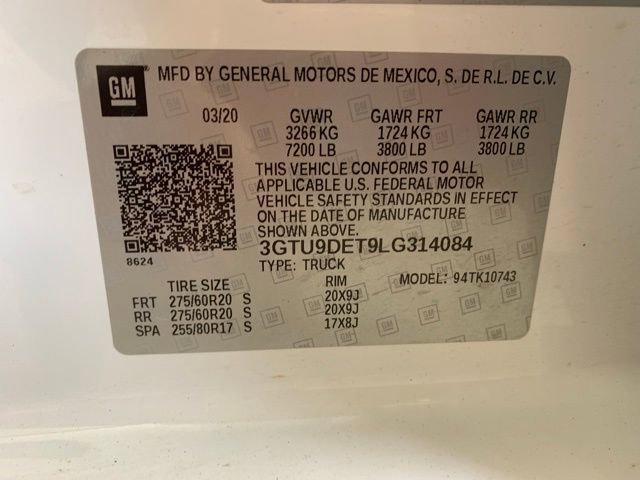 GM MFD BY GENERAL MOTORS DE MEXICO, S. DE R.L. DE C.V.
03/20 GVWR GAWR FRT GAWR RR
3266 KG 1724 KG 1724 KG
7200 LB 3800 LB 3800 LB
THIS VEHICLE CONFORMS TO ALL
APPLICABLE U.S. FEDERAL MOTOR
VEHICLE SAFETY STANDARDS IN EFFECT
ON THE DATE OF MANUFACTURE
SHOWN ABOVE.
8624
3GTU9DET9LG314084
TYPE: TRUCK MODEL: 94TK10743
TIRE SIZE RIM
FRT 275/60R20 S 20X9J
RR 275/60R20 S 20X9J
SPA 255/80R17 S 17X8J